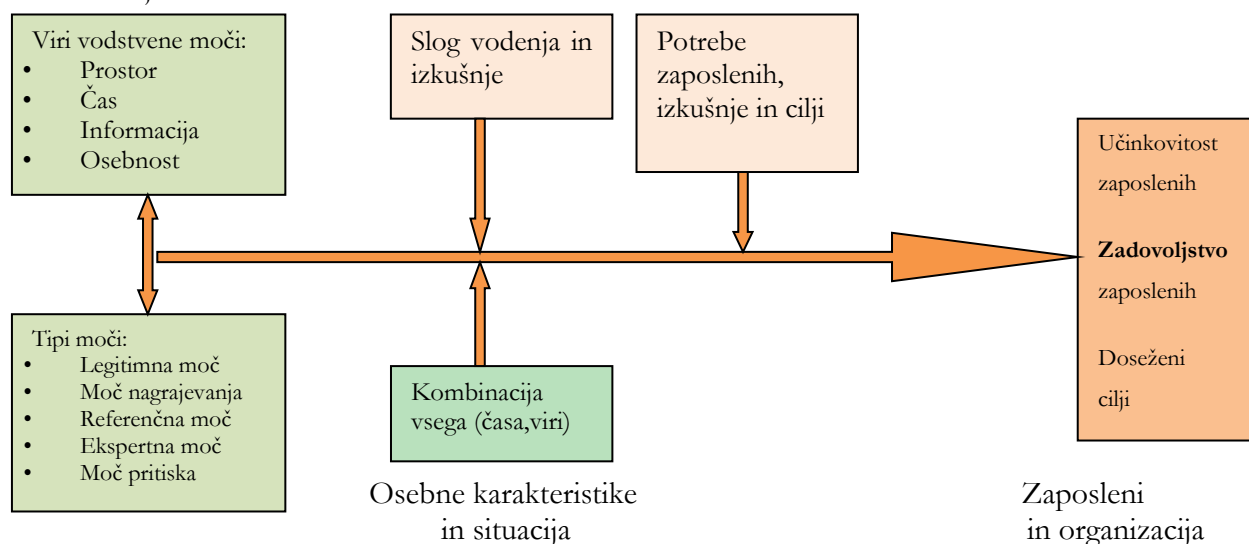 Viri vodstvene moči:
• Prostor
• Čas
• Informacija
• Osebnost
Tipi moči:
• Legitimna moč
• Moč nagrajevanja
• Referenčna moč
• Ekspertna moč
• Moč pritiska
Slog vodenja in
izkušnje
Potrebe
zaposlenih,
izkušnje in cilji
Kombinacija
vsega (časa,viri)
Osebne karakteristike
in situacija
Učinkovitost
zaposlenih
Zadovoljstvo
zaposlenih
Doseženi
cilji
Zaposleni
in organizacija